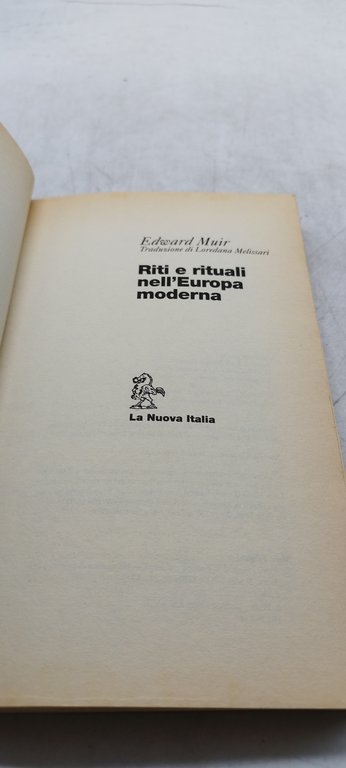 Edward Muir
Traduzione di Loredana Melissari
Riti e rituali
nell'Europa
moderna
La Nuova Italia